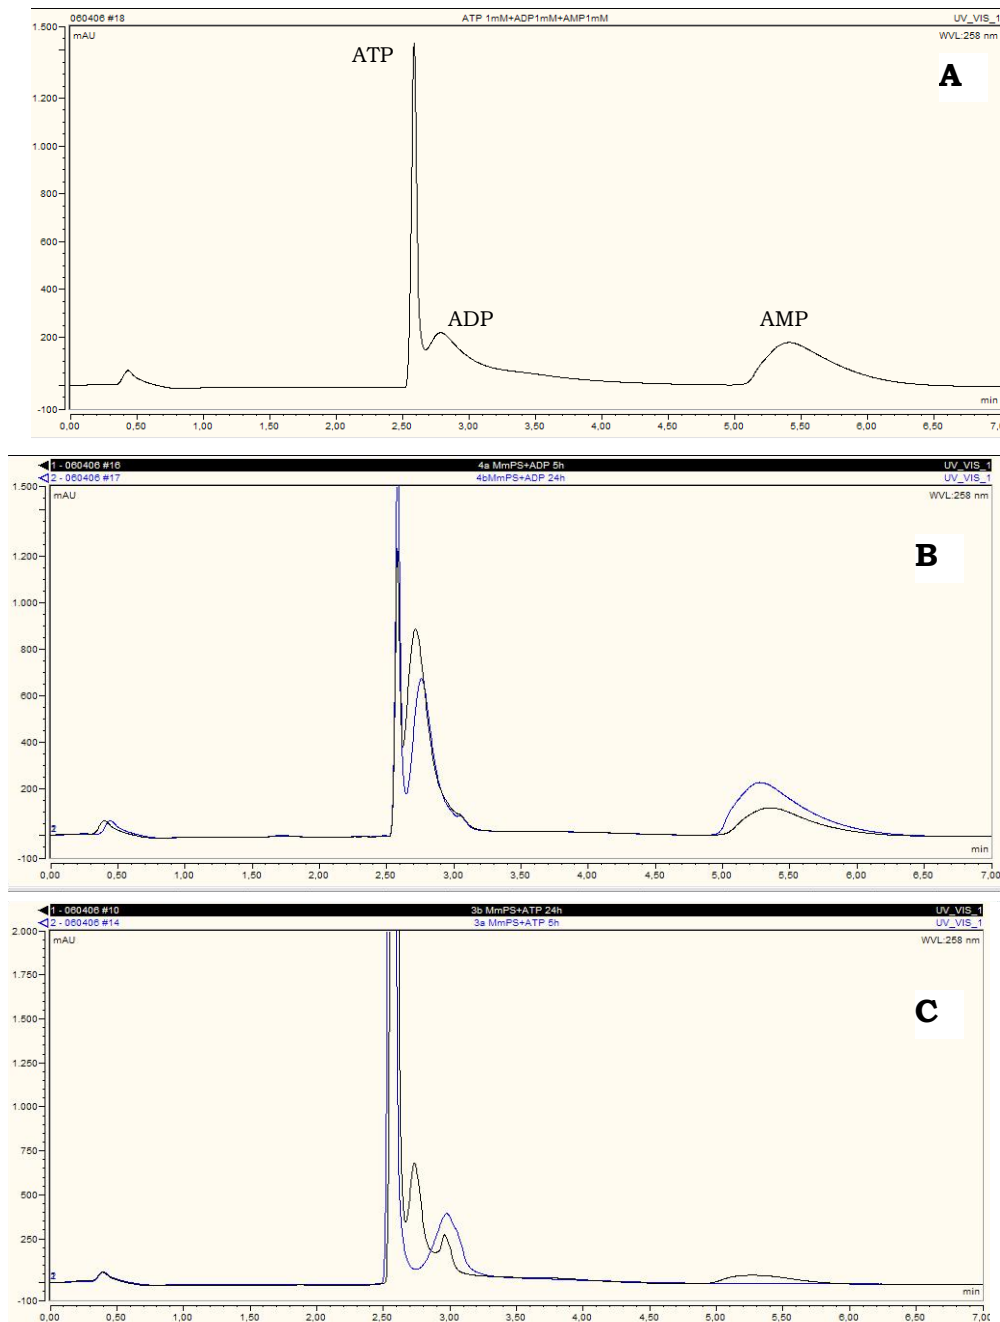 060406 #18 ATP 1mM+ADP1mM+AMP1mM UV_VIS_1
1.500 mAU WVL:258 nm
ATP
A
1.200
1.000
800
600
400
ADP AMP
200
-100 min
0,00 0,50 1,00 1,50 2,00 2,50 3,00 3,50 4,00 4,50 5,00 5,50 6,00 6,50 7,
1 - 060406 #16 4a MmPS+ADP 5h UV_VIS_1
2 - 060406 #17 4bMmPS+ADP 24h UV_VIS_1
1.500 mAU WVL:258 nm
B
1.200
1.000
800
600
400
200
-100 min
0,00 0,50 1,00 1,50 2,00 2,50 3,00 3,50 4,00 4,50 5,00 5,50 6,00 6,50 7,00
1 - 060406 #10 3b MmPS+ATP 24h UV_VIS_1
2 - 060406 #14 3a MmPS+ATP 5h UV_VIS_1
2.000 mAU WVL:258 nm
1.750
C
1.500
1.250
1.000
750
500
250
-100 min
0,00 0,50 1,00 1,50 2,00 2,50 3,00 3,50 4,00 4,50 5,00 5,50 6,00 6,50 7,00